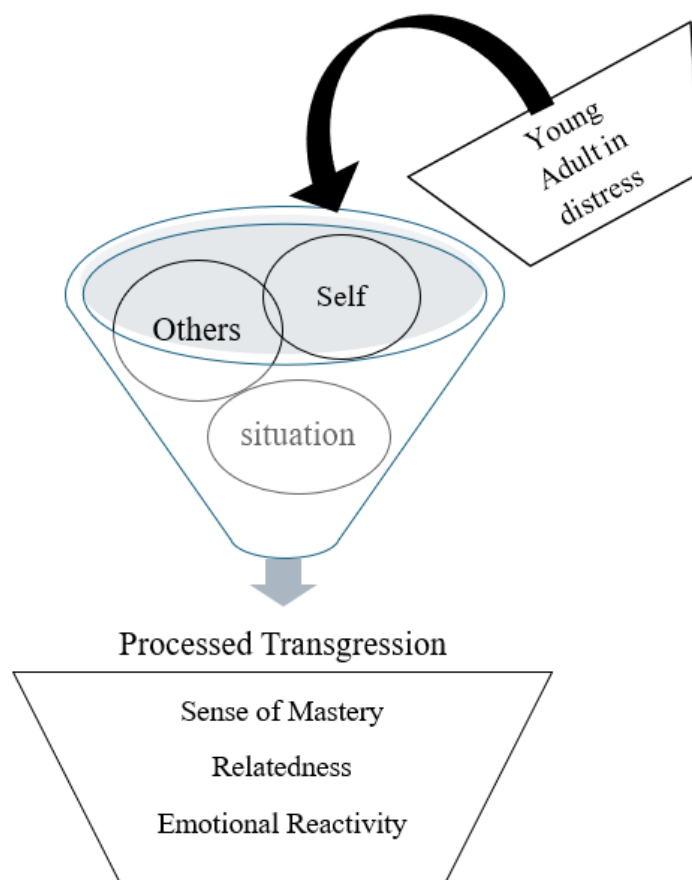 Young
Adult in
distress
Self
Others
situation
Processed Transgression
Sense of Mastery
Relatedness
Emotional Reactivity